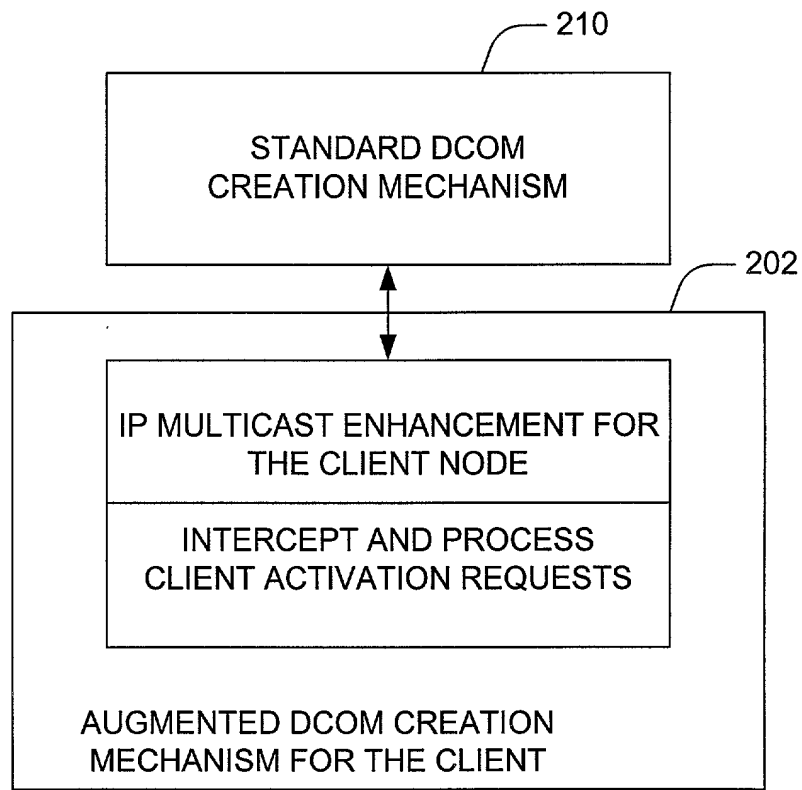 210
STANDARD DCOM
CREATION MECHANISM
202
IP MULTICAST ENHANCEMENT FOR
THE CLIENT NODE
INTERCEPT AND PROCESS
CLIENT ACTIVATION REQUESTS
AUGMENTED DCOM CREATION
MECHANISM FOR THE CLIENT